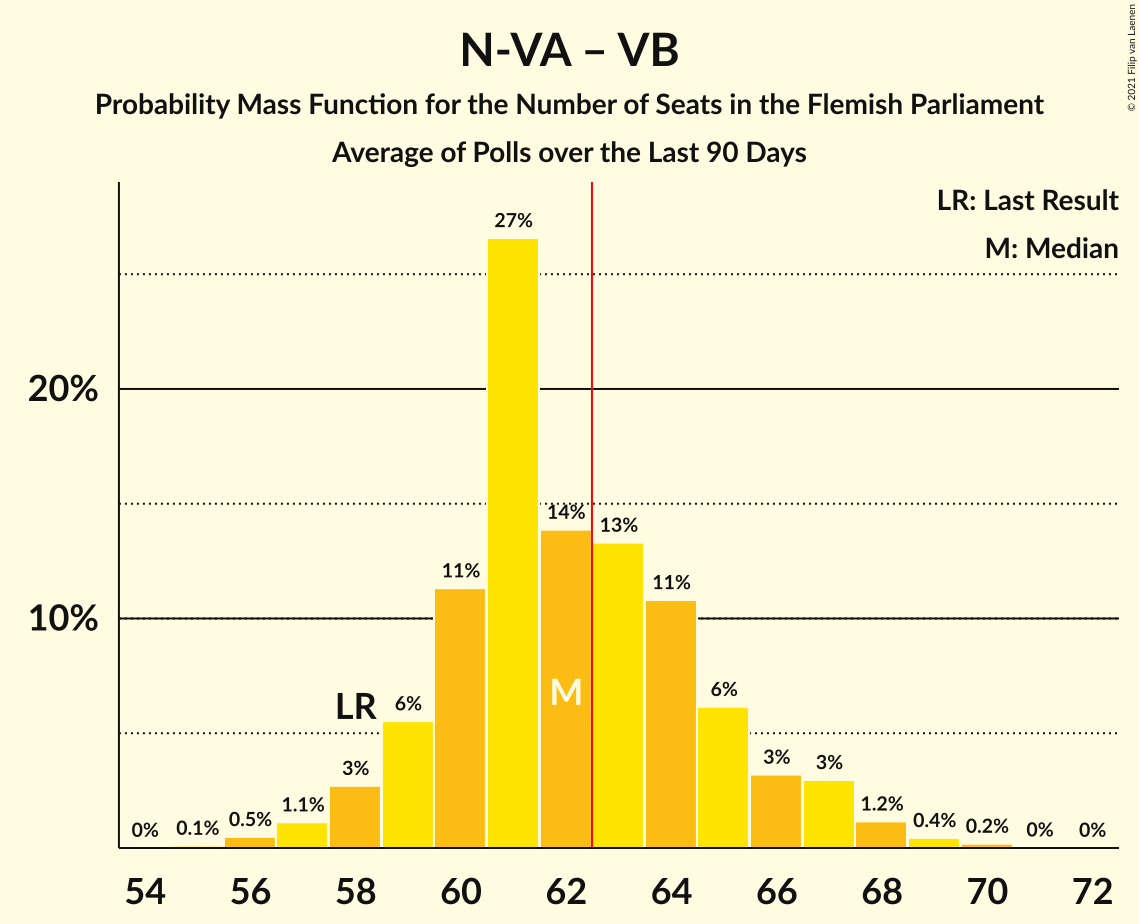 © 2021 Filip van Laenen
N-VA – VB
Probability Mass Function for the Number of Seats in the Flemish Parliament
Average of Polls over the Last 90 Days
LR: Last Result
M: Median
20%
10%
0%
0.1%
0.5%
1.1%
3%
LR
6%
11%
27%
14%
M
13%
11%
6%
3%
3%
1.2%
0.4%
0.2%
0%
0%
54 56 58 60 62 64 66 68 70 72